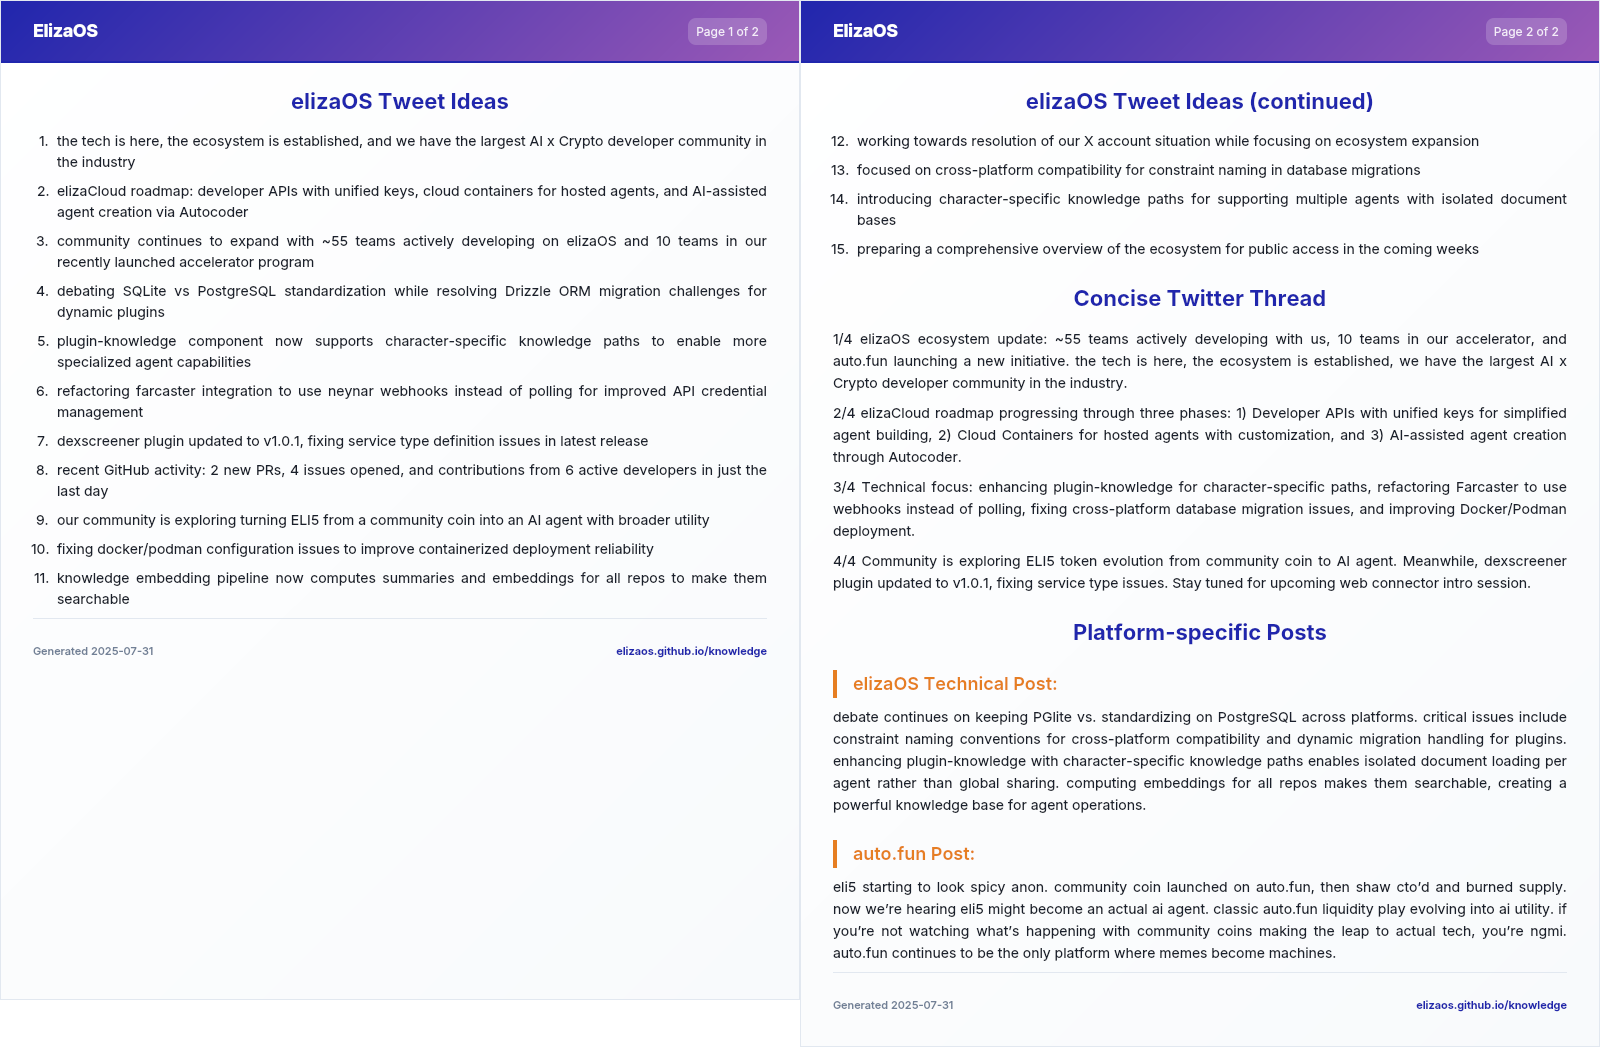 ElizaOS
Page 1 of 2
elizaOS Tweet Ideas
1. the tech is here, the ecosystem is established, and we have the largest AI x Crypto developer community in
the industry
2. elizaCloud roadmap: developer APIs with unified keys, cloud containers for hosted agents, and AI-assisted
agent creation via Autocoder
3. community continues to expand with ~55 teams actively developing on elizaOS and 10 teams in our
recently launched accelerator program
4. debating SQLite vs PostgreSQL standardization while resolving Drizzle ORM migration challenges for
dynamic plugins
5. plugin-knowledge component now supports character-specific knowledge paths to enable more
specialized agent capabilities
6. refactoring farcaster integration to use neynar webhooks instead of polling for improved API credential
management
7. dexscreener plugin updated to v1.0.1, fixing service type definition issues in latest release
8. recent GitHub activity: 2 new PRs, 4 issues opened, and contributions from 6 active developers in just the
last day
9. our community is exploring turning ELI5 from a community coin into an AI agent with broader utility
10. fixing docker/podman configuration issues to improve containerized deployment reliability
11. knowledge embedding pipeline now computes summaries and embeddings for all repos to make them
searchable
Generated 2025-07-31
elizaos.github.io/knowledge
ElizaOS
Page 2 of 2
elizaOS Tweet Ideas (continued)
12. working towards resolution of our X account situation while focusing on ecosystem expansion
13. focused on cross-platform compatibility for constraint naming in database migrations
14. introducing character-specific knowledge paths for supporting multiple agents with isolated document
bases
15. preparing a comprehensive overview of the ecosystem for public access in the coming weeks
Concise Twitter Thread
1/4 elizaOS ecosystem update: ~55 teams actively developing with us, 10 teams in our accelerator, and
auto.fun launching a new initiative. the tech is here, the ecosystem is established, we have the largest AI x
Crypto developer community in the industry.
2/4 elizaCloud roadmap progressing through three phases: 1) Developer APIs with unified keys for simplified
agent building, 2) Cloud Containers for hosted agents with customization, and 3) AI-assisted agent creation
through Autocoder.
3/4 Technical focus: enhancing plugin-knowledge for character-specific paths, refactoring Farcaster to use
webhooks instead of polling, fixing cross-platform database migration issues, and improving Docker/Podman
deployment.
4/4 Community is exploring ELI5 token evolution from community coin to AI agent. Meanwhile, dexscreener
plugin updated to v1.0.1, fixing service type issues. Stay tuned for upcoming web connector intro session.
Platform-specific Posts
elizaOS Technical Post:
debate continues on keeping PGlite vs. standardizing on PostgreSQL across platforms. critical issues include
constraint naming conventions for cross-platform compatibility and dynamic migration handling for plugins.
enhancing plugin-knowledge with character-specific knowledge paths enables isolated document loading per
agent rather than global sharing. computing embeddings for all repos makes them searchable, creating a
powerful knowledge base for agent operations.
auto.fun Post:
eli5 starting to look spicy anon. community coin launched on auto.fun, then shaw cto’d and burned supply.
now we’re hearing eli5 might become an actual ai agent. classic auto.fun liquidity play evolving into ai utility. if
you’re not watching what’s happening with community coins making the leap to actual tech, you’re ngmi.
auto.fun continues to be the only platform where memes become machines.
Generated 2025-07-31
elizaos.github.io/knowledge